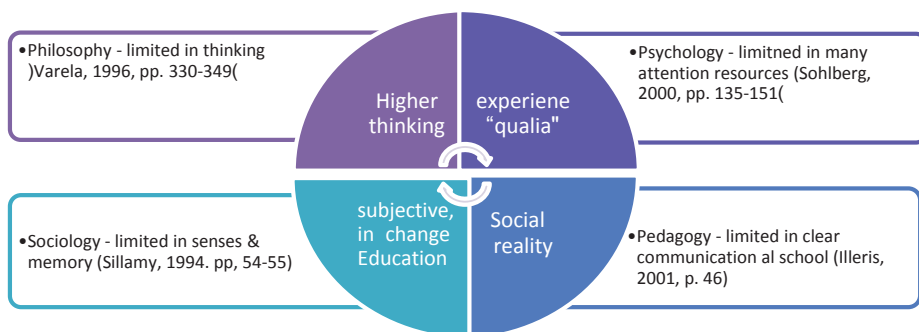 •Philosophy - limited in thinking
)Varela, 1996, pp. 330-349(
Higher
thinking
experiene
“qualia"
•Psychology - limitned in many
attention resources (Sohlberg,
2000, pp. 135-151(
•Sociology - limited in senses &
memory (Sillamy, 1994. pp, 54-55)
subjective,
in change
Education
Social
reality
•Pedagogy - limited in clear
communication al school (Illeris,
2001, p. 46)